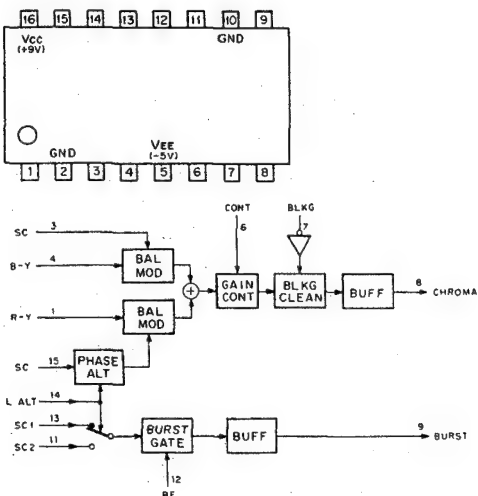 16 15 14 13 12 11 10 9
VCC GND
(+9V)
GND VEE
(-5V)
1 2 3 4 5 6 7 8
CONT BLKG
SC 3 6 7
B-Y 4 BAL
MOD
GAIN
CONT
BLKG
CLEAN
BUFF 8 CHROMA
R-Y 1 BAL
MOD
SC 15 PHASE
ALT
L ALT 14
SC1 13
SC2 11
BURST
GATE
BUFF 9 BURST
12
BF